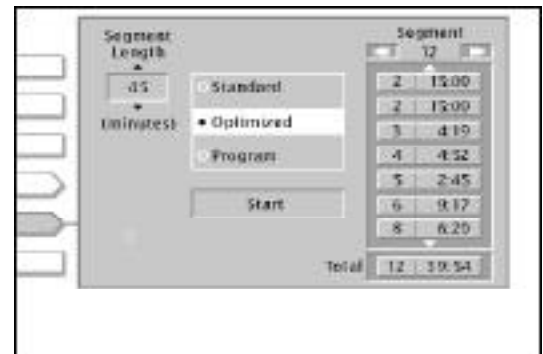 Segment
Length
45
(minutes)
Standard
Optimized
Program
Start
Segment
12
2 15:00
2 15:00
3 4:19
4 4:52
5 2:45
6 9:17
8 6:20
Total 12 39:54